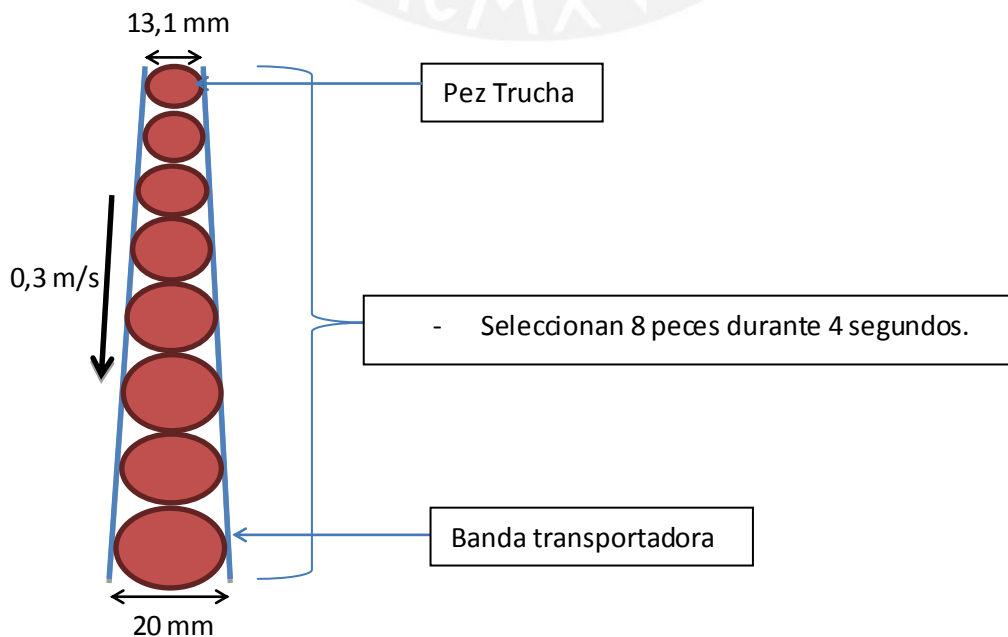 13,1 mm
Pez Trucha
0,3 m/s
- Seleccionan 8 peces durante 4 segundos.
Banda transportadora
20 mm